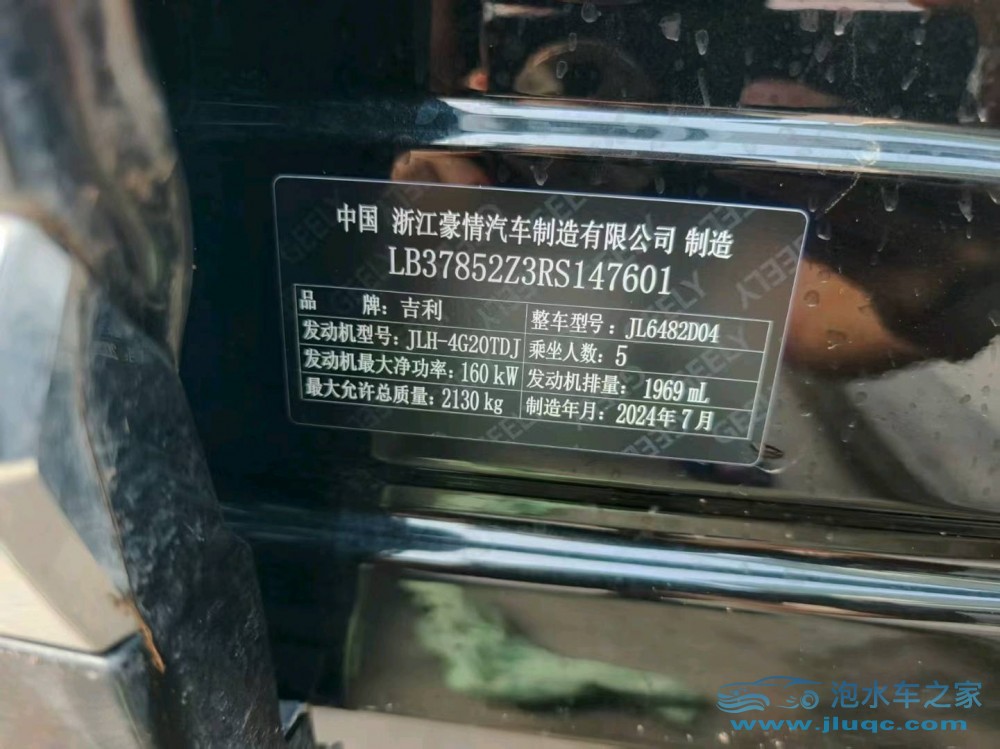 中国 浙江豪情汽车制造有限公司 制造
LB37852Z3RS147601
品 牌：吉利 整车型号：JL6482D04
发动机型号：JLH-4G20TDJ 乘坐人数：5
发动机最大净功率：160 kW 发动机排量：1969 mL
最大允许总质量：2130 kg 制造年月：2024年7月
GEELY GEELY GEELY GEELY
泡水车之家
www.jluqc.com